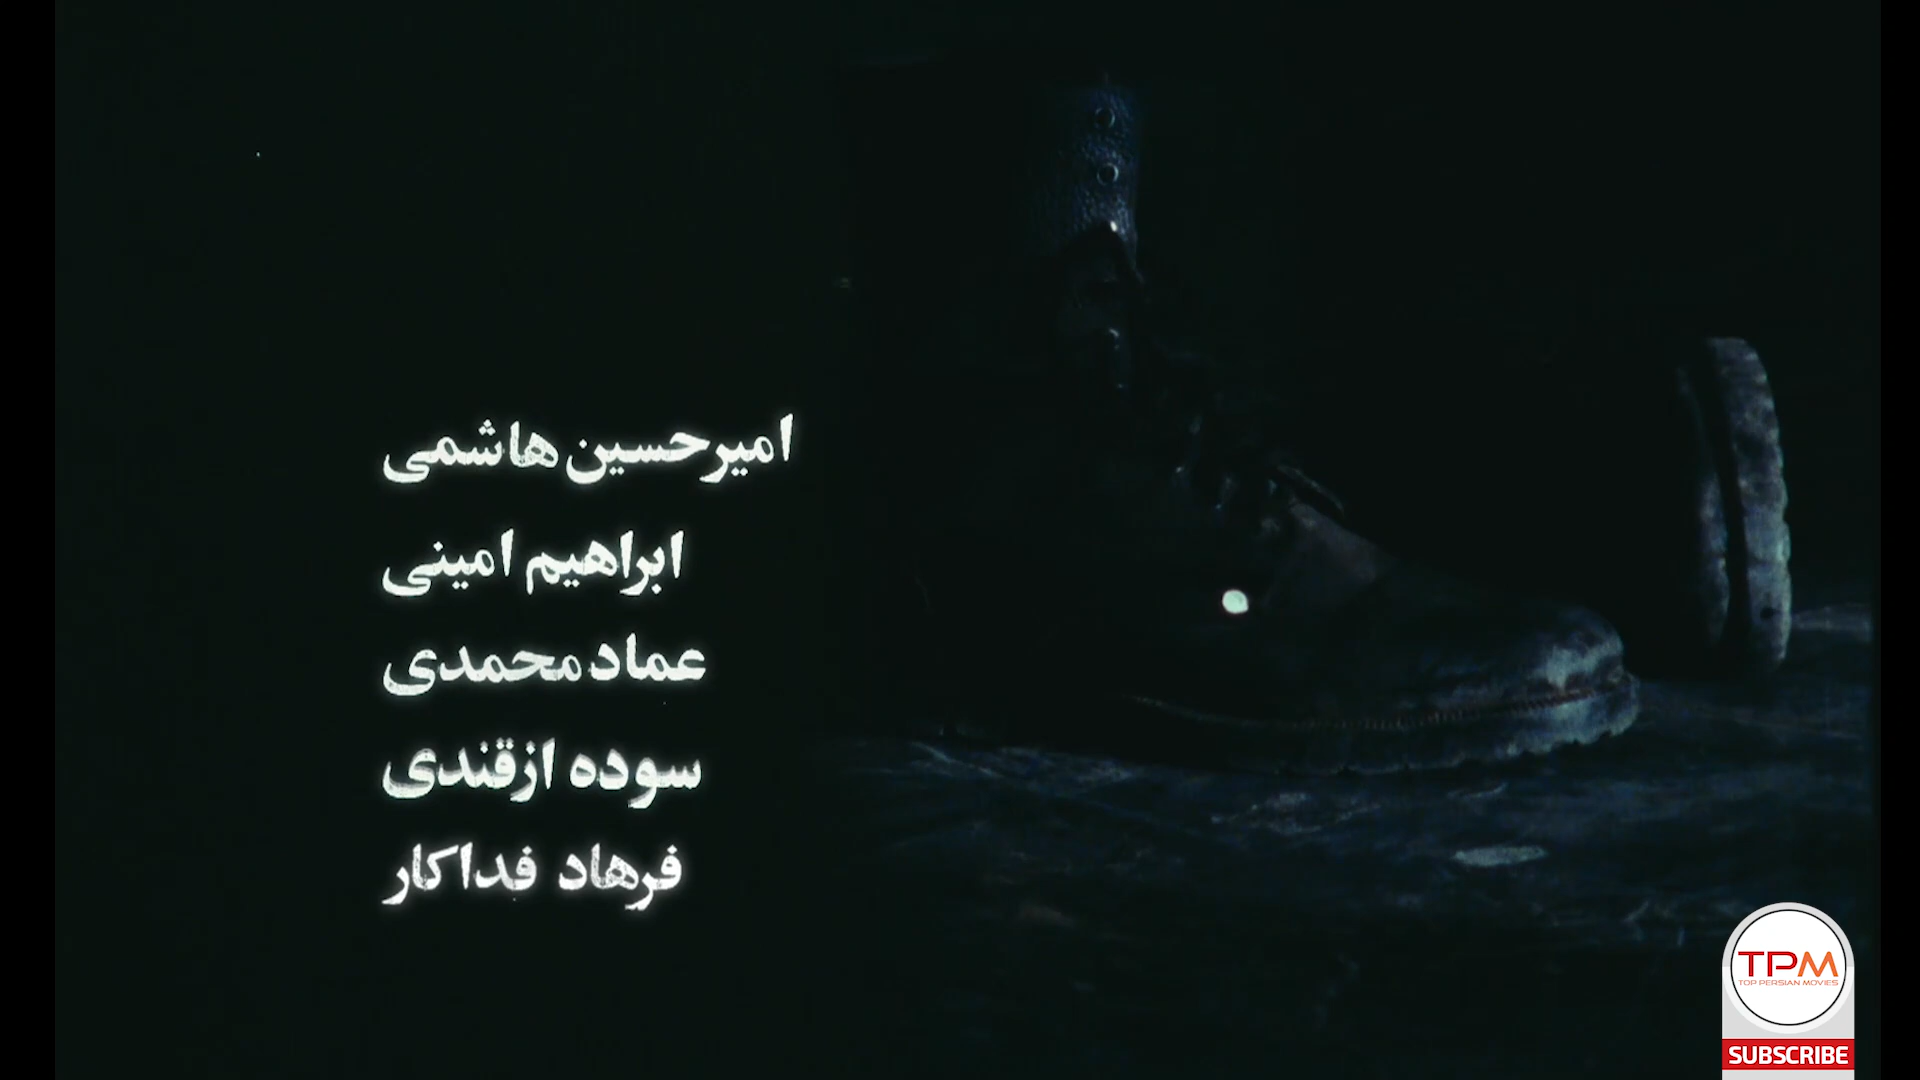 امیرحسین هاشمی
ابراهیم امینی
عماد محمدی
سوده ازقندی
فرهاد فداکار
TPM
TOP PERSIAN MOVIES
SUBSCRIBE